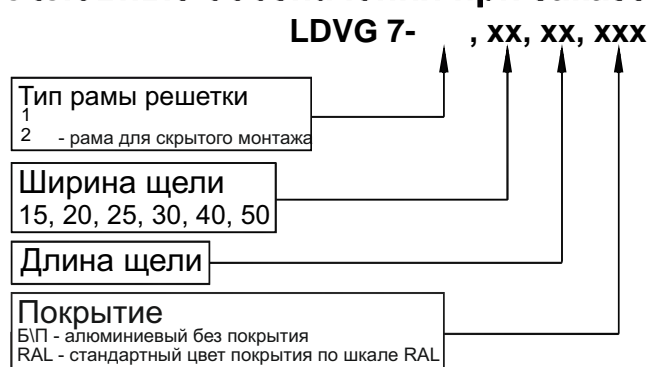 LDVG 7-   , xx, xx, xxx
Тип рамы решетки
1
2 - рама для скрытого монтажа
Ширина щели
15, 20, 25, 30, 40, 50
Длина щели
Покрытие
Б\П - алюминиевый без покрытия
RAL - стандартный цвет покрытия по шкале RAL